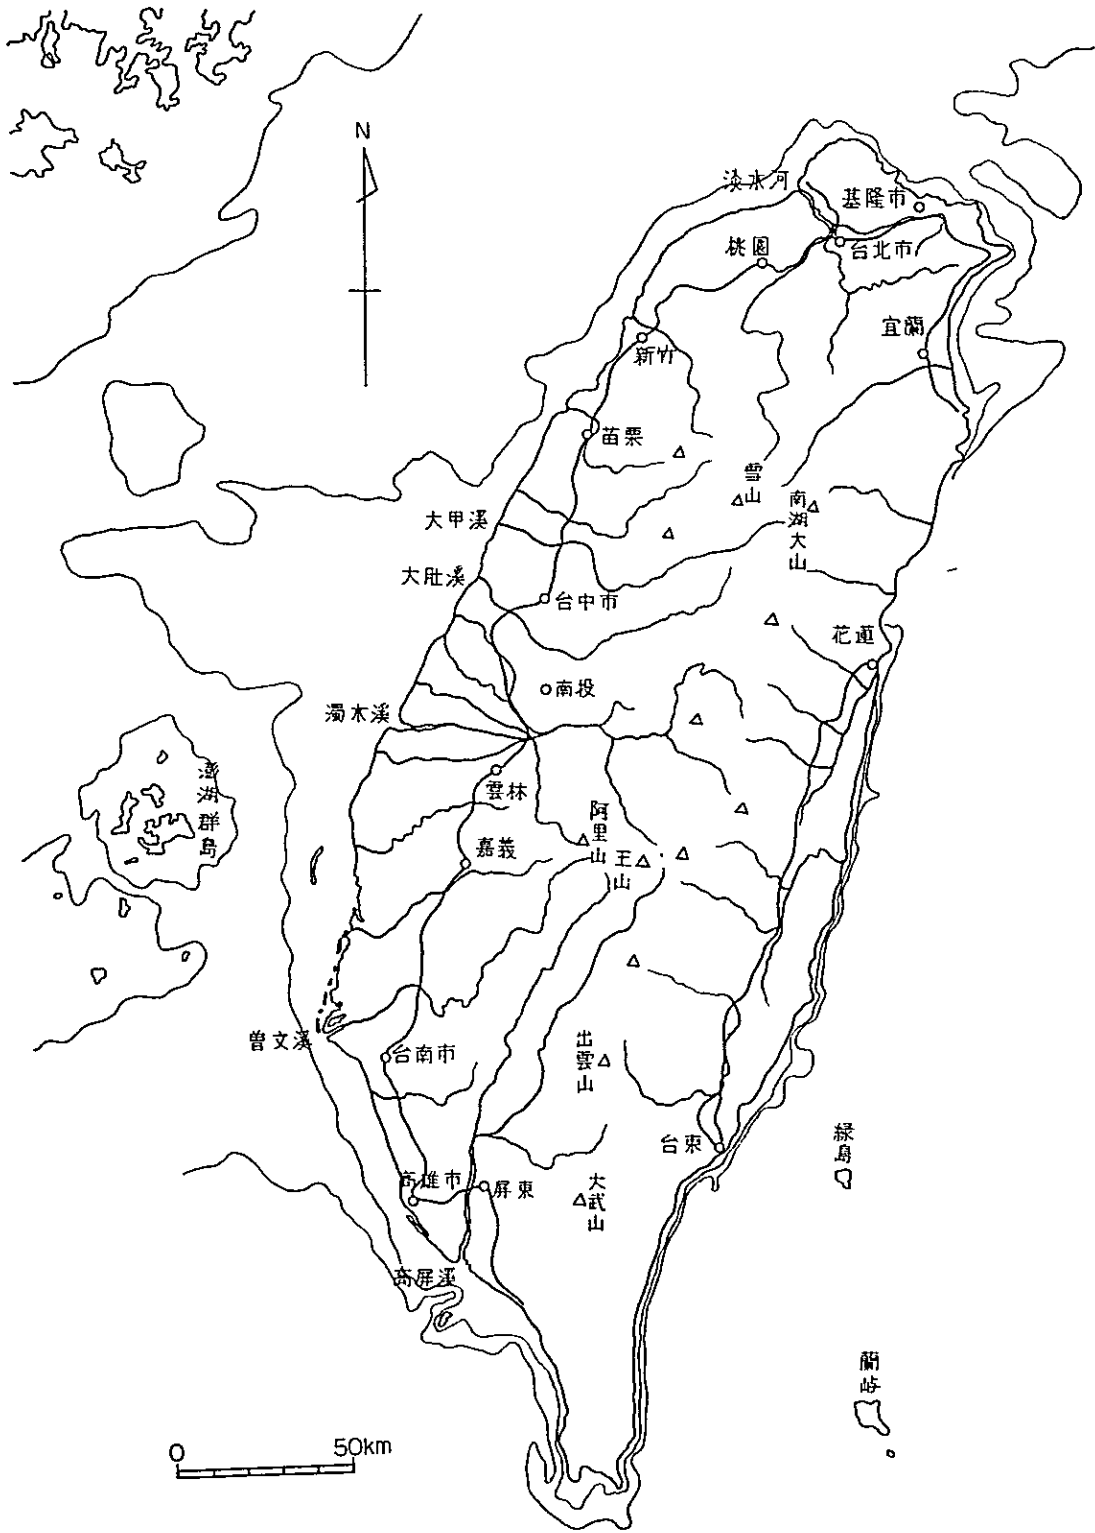 N
淡水河
基隆市
桃園
台北市
宜蘭
新竹
苗栗
雪山
南湖大山
大甲溪
大肚溪
台中市
花蓮
南投
濁水溪
澎湖群島
雲林
阿里山
嘉義
玉山
曽文溪
台南市
出雲山
台東
緑島
高雄市
屏東
大武山
高屏溪
蘭嶼
0
50km